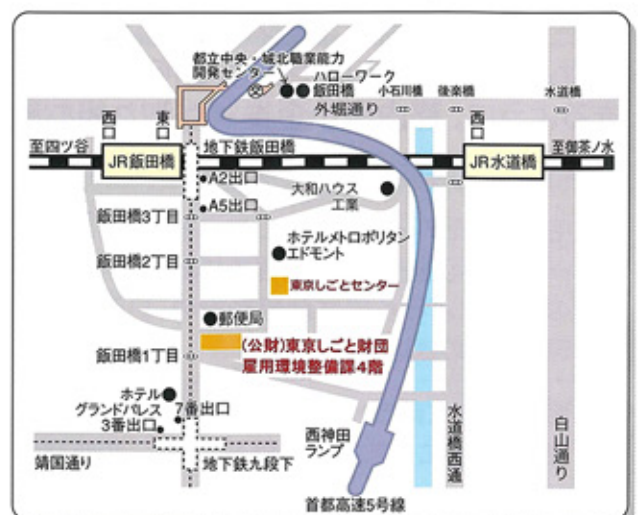 都立中央・城北職業能力
開発センター
ハローワーク
飯田橋
小石川橋
後楽橋
水道橋
外堀通り
西口
東口
西口
至四ツ谷
JR飯田橋
地下鉄飯田橋
JR水道橋
至御茶ノ水
A2出口
大和ハウス
工業
A5出口
飯田橋3丁目
ホテルメトロポリタン
エドモント
飯田橋2丁目
東京しごとセンター
郵便局
(公財)東京しごと財団
雇用環境整備課4階
飯田橋1丁目
ホテル
グランドパレス
7番出口
3番出口
西神田
ランプ
水道橋西通
白山通り
靖国通り
地下鉄九段下
首都高速5号線